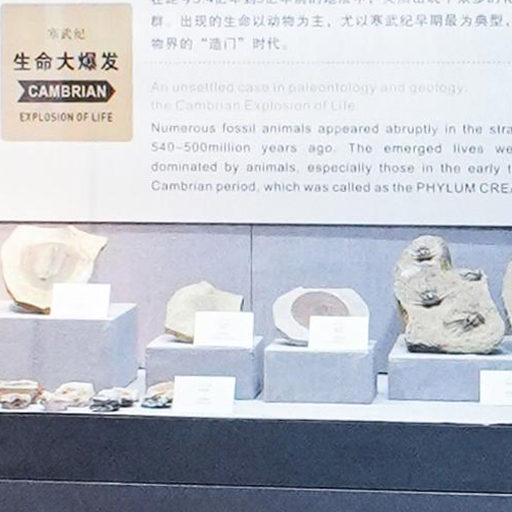 寒武纪
生命大爆发
CAMBRIAN
EXPLOSION OF LIFE
群。出现的生命以动物为主，尤以寒武纪早期最为典型，
物界的“造门”时代。
An unsettled case in paleontology and geology:
the Cambrian Explosion of Life
Numerous fossil animals appeared abruptly in the stra
540-500million years ago. The emerged lives we
dominated by animals, especially those in the early
Cambrian period, which was called as the PHYLUM CRE